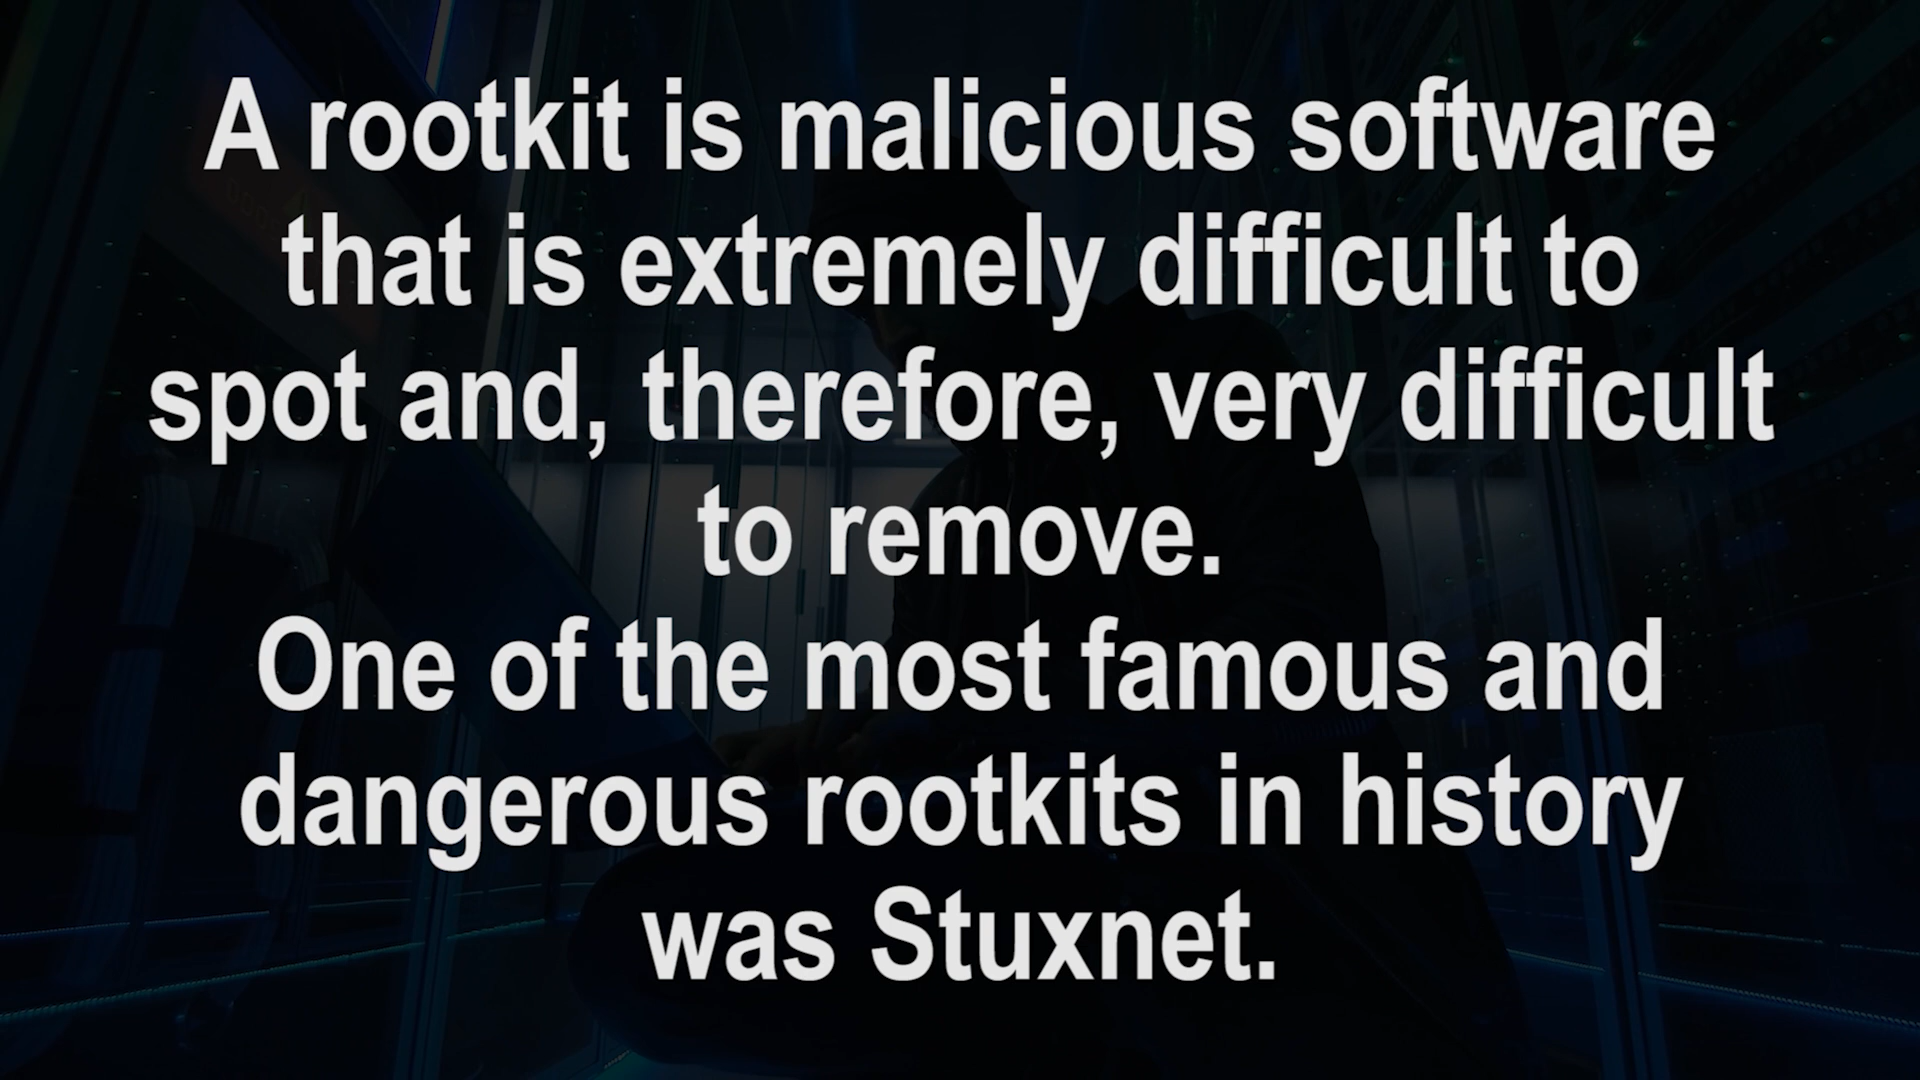 A rootkit is malicious software
that is extremely difficult to
spot and, therefore, very difficult
to remove.
One of the most famous and
dangerous rootkits in history
was Stuxnet.